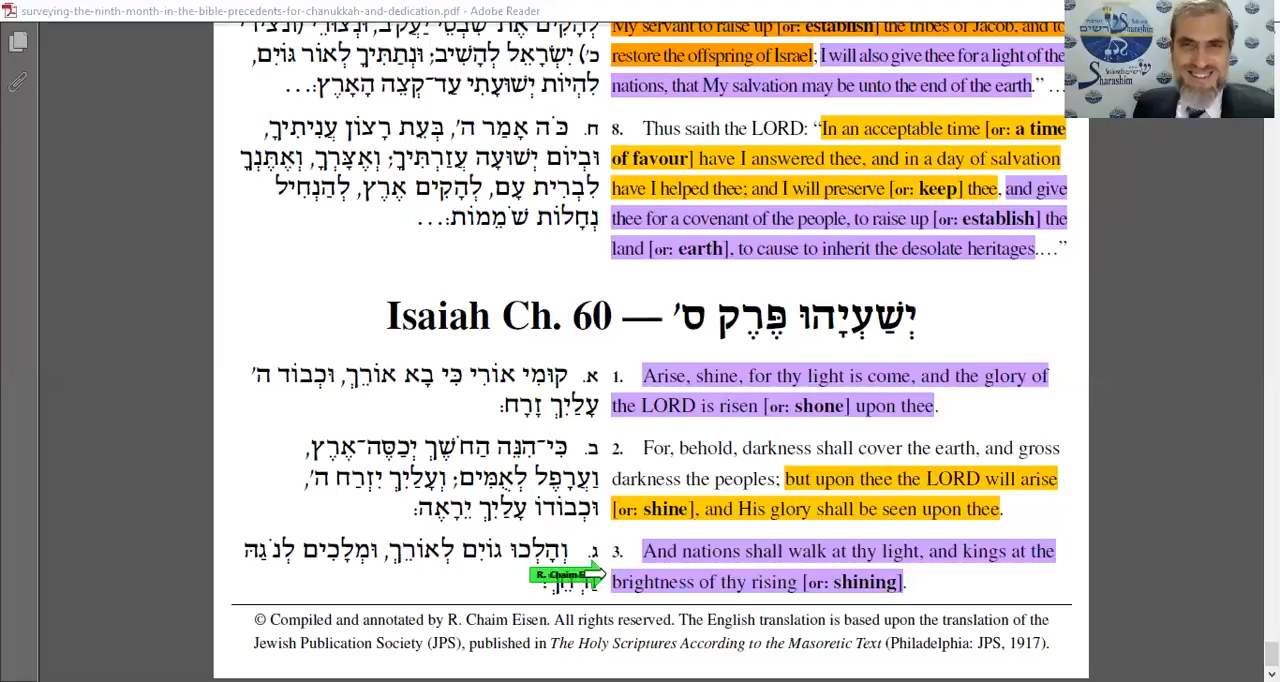 surveying-the-ninth-month-in-the-bible-precedents-for-chanukkah-and-dedication.pdf - Adobe Reader
לְהָקִים אֶת שִׁבְטֵי יַעֲקֹב,
כ׳) יִשְׂרָאֵל לְהָשִׁיב; וּנְתַתִּיךָ לְאוֹר גּוֹיִם,
לִהְיוֹת יְשׁוּעָתִי עַד־קְצֵה הָאָרֶץ:...
My servant to raise up [or: establish] the tribes of Jacob, and to
restore the offspring of Israel; I will also give thee for a light of the
nations, that My salvation may be unto the end of the earth.” ...
ח. כֹּה אָמַר ה׳, בְּעֵת רָצוֹן עֲנִיתִיךָ,
וּבְיוֹם יְשׁוּעָה עֲזַרְתִּיךָ; וְאֶצָּרְךָ, וְאֶתֶּנְךָ
לִבְרִית עָם, לְהָקִים אֶרֶץ, לְהַנְחִיל
נְחָלוֹת שֹׁמֵמוֹת:...
8. Thus saith the LORD: “In an acceptable time [or: a time
of favour] have I answered thee, and in a day of salvation
have I helped thee; and I will preserve [or: keep] thee, and give
thee for a covenant of the people, to raise up [or: establish] the
land [or: earth], to cause to inherit the desolate heritages....”
Isaiah Ch. 60 — יְשַׁעְיָהוּ פֶּרֶק ס׳
א. קוּמִי אוֹרִי כִּי בָא אוֹרֵךְ, וּכְבוֹד ה׳
עָלַיִךְ זָרָח:
1. Arise, shine, for thy light is come, and the glory of
the LORD is risen [or: shone] upon thee.
ב. כִּי־הִנֵּה הַחֹשֶׁךְ יְכַסֶּה־אֶרֶץ,
וַעֲרָפֶל לְאֻמִּים; וְעָלַיִךְ יִזְרַח ה׳,
וּכְבוֹדוֹ עָלַיִךְ יֵרָאֶה:
2. For, behold, darkness shall cover the earth, and gross
darkness the peoples; but upon thee the LORD will arise
[or: shine], and His glory shall be seen upon thee.
ג. וְהָלְכוּ גוֹיִם לְאוֹרֵךְ, וּמְלָכִים לְנֹגַהּ
3. And nations shall walk at thy light, and kings at the
brightness of thy rising [or: shining].
R. Chaim
© Compiled and annotated by R. Chaim Eisen. All rights reserved. The English translation is based upon the translation of the
Jewish Publication Society (JPS), published in The Holy Scriptures According to the Masoretic Text (Philadelphia: JPS, 1917).
Sharashim